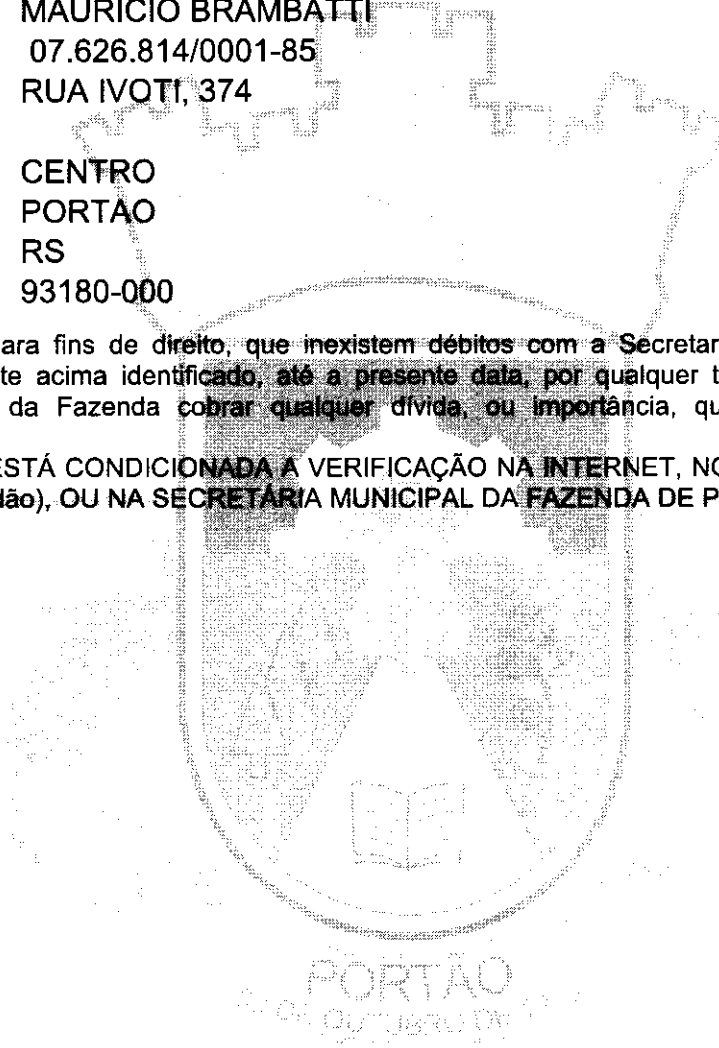 MAURICIO BRAMBATTI
07.626.814/0001-85
RUA IVOTI, 374
CENTRO
PORTAO
RS
93180-000
ara fins de direito, que inexistem débitos com a Secretar
te acima identificado, até a presente data, por qualquer t
da Fazenda cobrar qualquer dívida, ou importância, qu
ESTÁ CONDICIONADA A VERIFICAÇÃO NA INTERNET, NO
dão), OU NA SECRETÁRIA MUNICIPAL DA FAZENDA DE P
PORTÃO
OUTUBRO DE